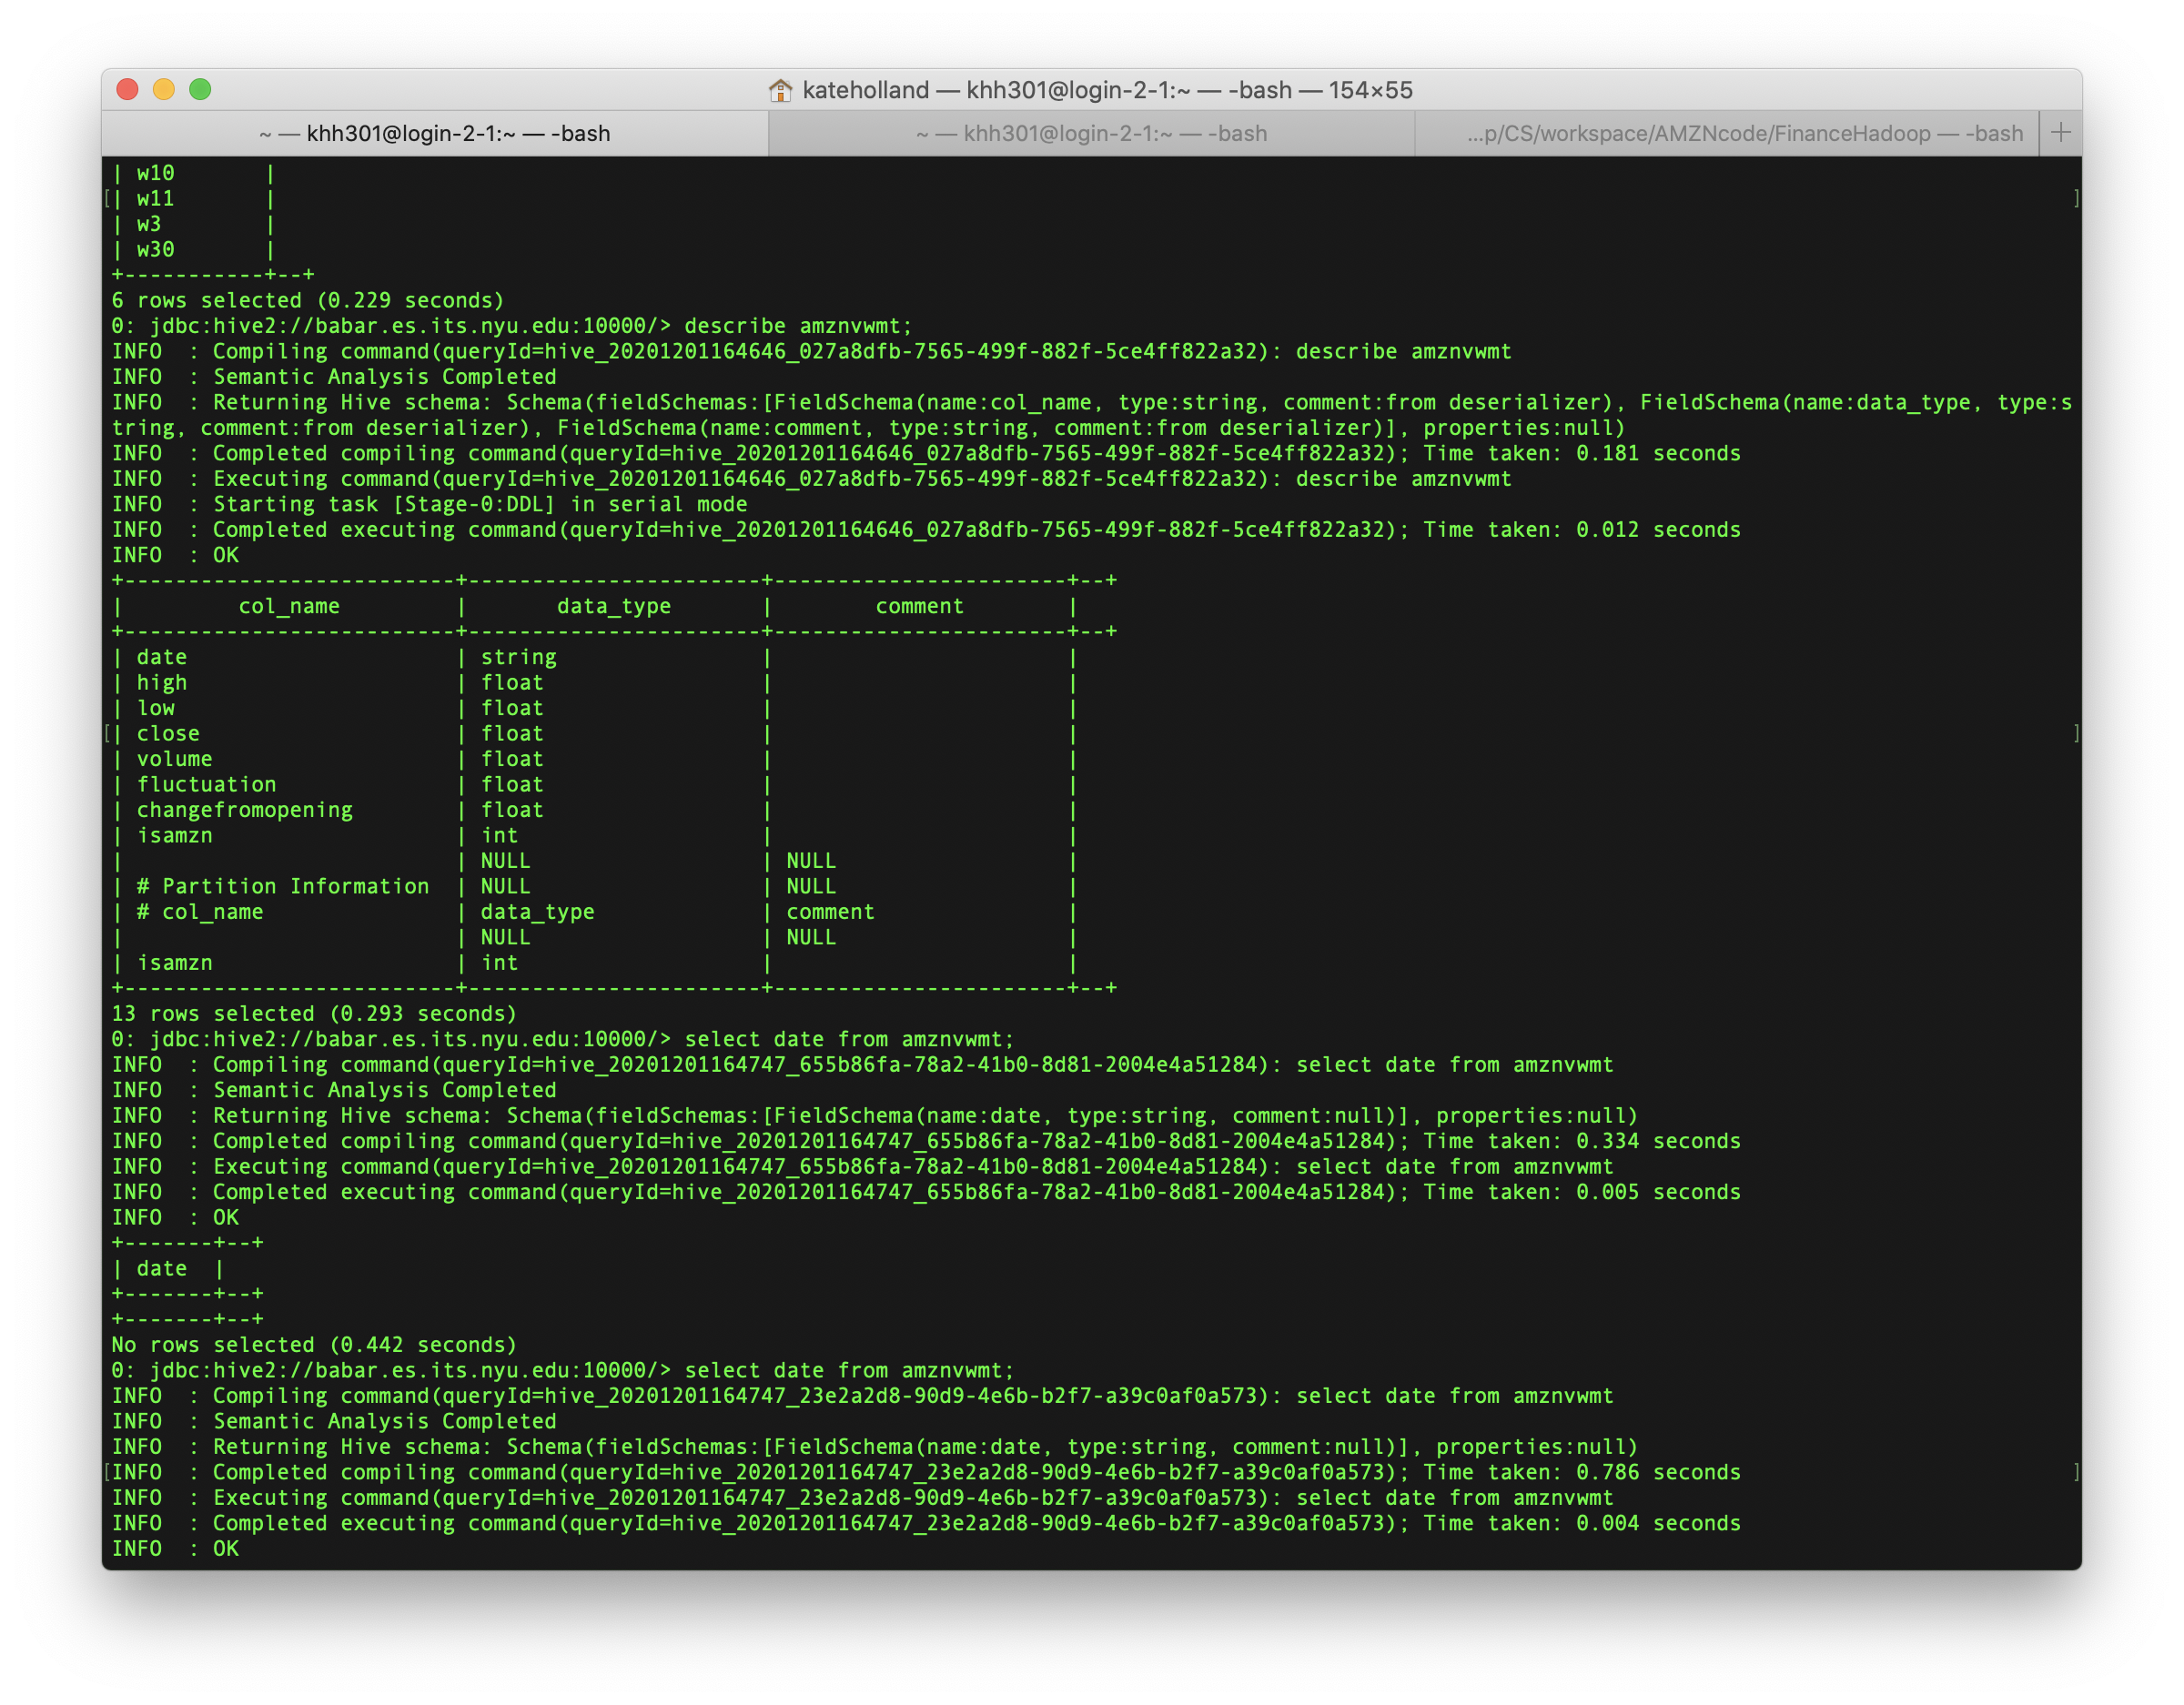 kateholland — khh301@login-2-1:~ — -bash — 154×55
~ — khh301@login-2-1:~ — -bash ~ — khh301@login-2-1:~ — -bash ...p/CS/workspace/AMZNcode/FinanceHadoop — -bash +
| w10       |
[| w11       | ]
| w3        |
| w30       |
+-----------+--+
6 rows selected (0.229 seconds)
0: jdbc:hive2://babar.es.its.nyu.edu:10000/> describe amznvwmt;
INFO  : Compiling command(queryId=hive_20201201164646_027a8dfb-7565-499f-882f-5ce4ff822a32): describe amznvwmt
INFO  : Semantic Analysis Completed
INFO  : Returning Hive schema: Schema(fieldSchemas:[FieldSchema(name:col_name, type:string, comment:from deserializer), FieldSchema(name:data_type, type:s
tring, comment:from deserializer), FieldSchema(name:comment, type:string, comment:from deserializer)], properties:null)
INFO  : Completed compiling command(queryId=hive_20201201164646_027a8dfb-7565-499f-882f-5ce4ff822a32); Time taken: 0.181 seconds
INFO  : Executing command(queryId=hive_20201201164646_027a8dfb-7565-499f-882f-5ce4ff822a32): describe amznvwmt
INFO  : Starting task [Stage-0:DDL] in serial mode
INFO  : Completed executing command(queryId=hive_20201201164646_027a8dfb-7565-499f-882f-5ce4ff822a32); Time taken: 0.012 seconds
INFO  : OK
+--------------------------+-----------------------+-----------------------+--+
|         col_name         |       data_type       |        comment        |
+--------------------------+-----------------------+-----------------------+--+
| date                     | string                |                       |
| high                     | float                 |                       |
| low                      | float                 |                       |
[| close                    | float                 |                       | ]
| volume                   | float                 |                       |
| fluctuation              | float                 |                       |
| changefromopening        | float                 |                       |
| isamzn                   | int                   |                       |
|                          | NULL                  | NULL                  |
| # Partition Information  | NULL                  | NULL                  |
| # col_name               | data_type             | comment               |
|                          | NULL                  | NULL                  |
| isamzn                   | int                   |                       |
+--------------------------+-----------------------+-----------------------+--+
13 rows selected (0.293 seconds)
0: jdbc:hive2://babar.es.its.nyu.edu:10000/> select date from amznvwmt;
INFO  : Compiling command(queryId=hive_20201201164747_655b86fa-78a2-41b0-8d81-2004e4a51284): select date from amznvwmt
INFO  : Semantic Analysis Completed
INFO  : Returning Hive schema: Schema(fieldSchemas:[FieldSchema(name:date, type:string, comment:null)], properties:null)
INFO  : Completed compiling command(queryId=hive_20201201164747_655b86fa-78a2-41b0-8d81-2004e4a51284); Time taken: 0.334 seconds
INFO  : Executing command(queryId=hive_20201201164747_655b86fa-78a2-41b0-8d81-2004e4a51284): select date from amznvwmt
INFO  : Completed executing command(queryId=hive_20201201164747_655b86fa-78a2-41b0-8d81-2004e4a51284); Time taken: 0.005 seconds
INFO  : OK
+-------+--+
| date  |
+-------+--+
+-------+--+
No rows selected (0.442 seconds)
0: jdbc:hive2://babar.es.its.nyu.edu:10000/> select date from amznvwmt;
INFO  : Compiling command(queryId=hive_20201201164747_23e2a2d8-90d9-4e6b-b2f7-a39c0af0a573): select date from amznvwmt
INFO  : Semantic Analysis Completed
INFO  : Returning Hive schema: Schema(fieldSchemas:[FieldSchema(name:date, type:string, comment:null)], properties:null)
[INFO  : Completed compiling command(queryId=hive_20201201164747_23e2a2d8-90d9-4e6b-b2f7-a39c0af0a573); Time taken: 0.786 seconds ]
INFO  : Executing command(queryId=hive_20201201164747_23e2a2d8-90d9-4e6b-b2f7-a39c0af0a573): select date from amznvwmt
INFO  : Completed executing command(queryId=hive_20201201164747_23e2a2d8-90d9-4e6b-b2f7-a39c0af0a573); Time taken: 0.004 seconds
INFO  : OK